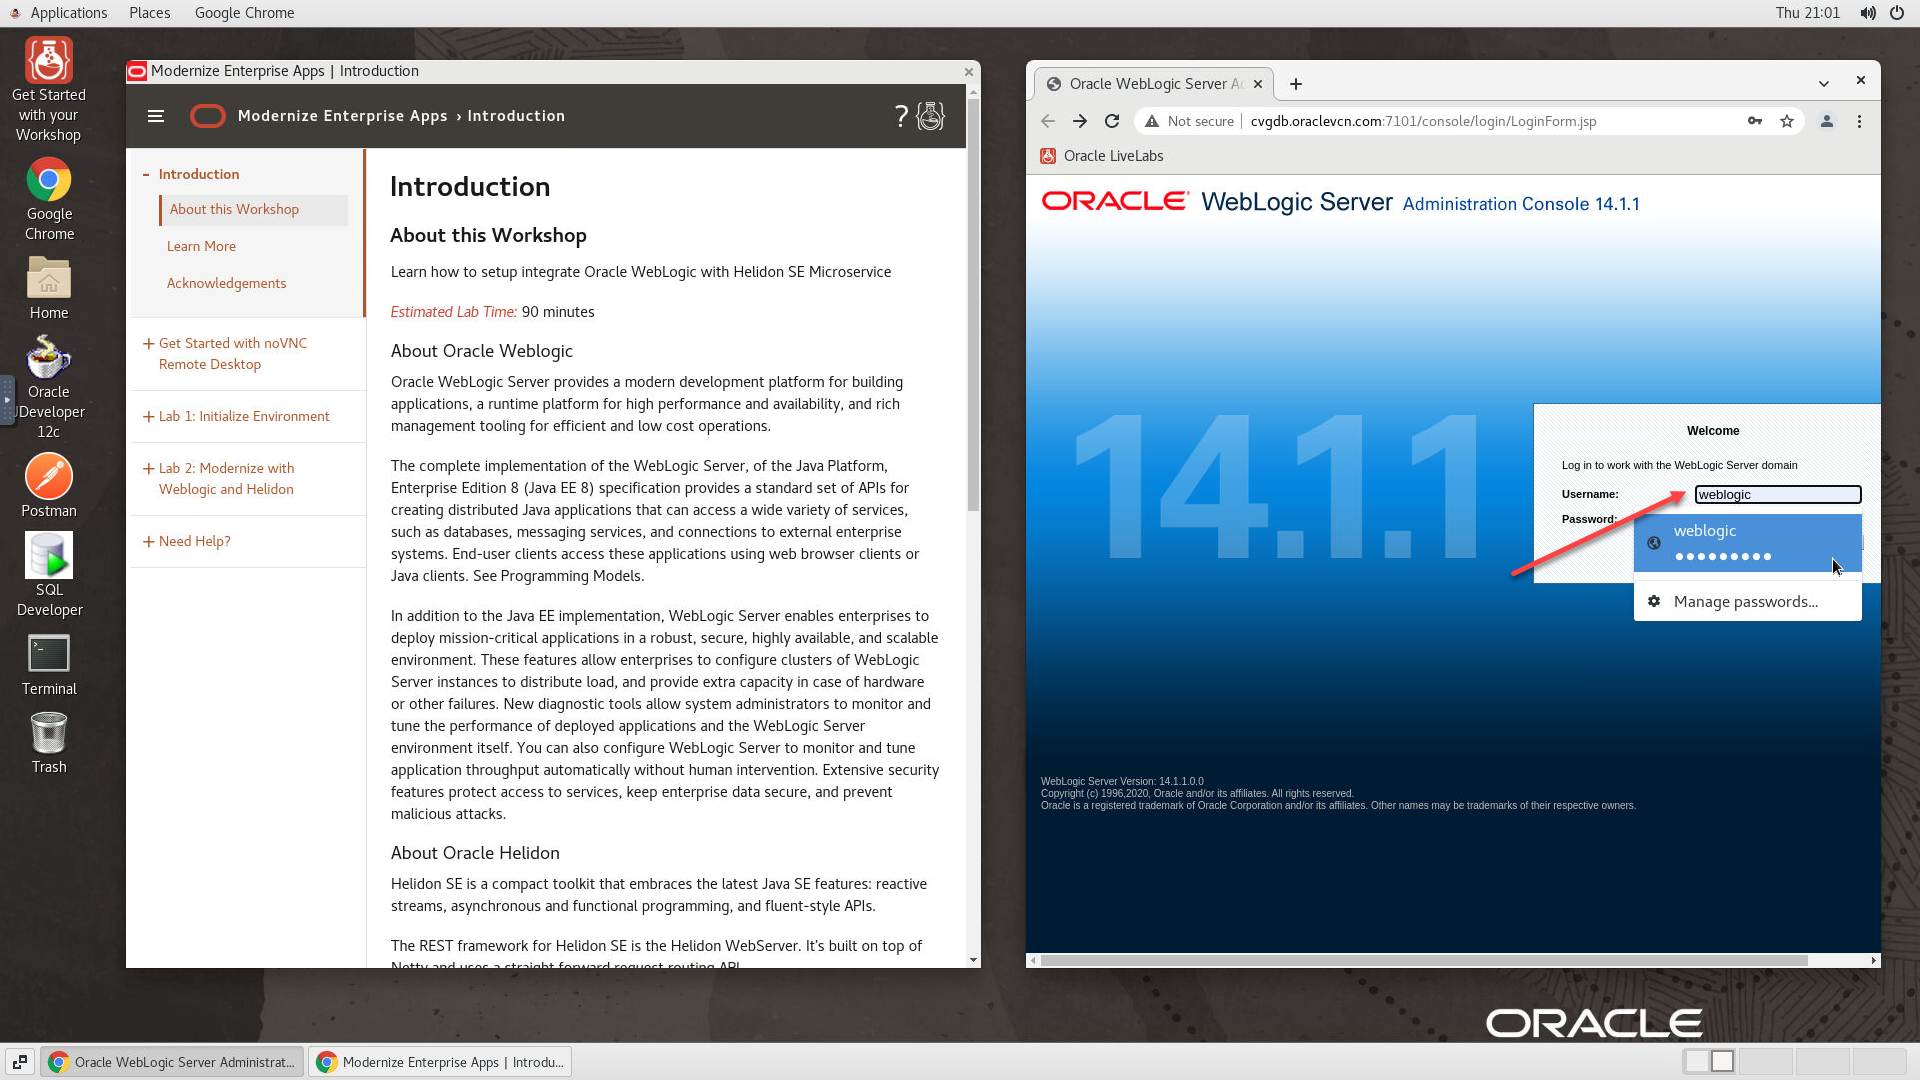 Applications Places Google Chrome Thu 21:01
Get Started
with your
Workshop
Google
Chrome
Home
Oracle
JDeveloper
12c
Postman
SQL
Developer
Terminal
Trash
Modernize Enterprise Apps | Introduction
Modernize Enterprise Apps › Introduction
- Introduction
About this Workshop
Learn More
Acknowledgements
+ Get Started with noVNC
Remote Desktop
+ Lab 1: Initialize Environment
+ Lab 2: Modernize with
Weblogic and Helidon
+ Need Help?
Introduction
About this Workshop
Learn how to setup integrate Oracle WebLogic with Helidon SE Microservice
Estimated Lab Time: 90 minutes
About Oracle Weblogic
Oracle WebLogic Server provides a modern development platform for building
applications, a runtime platform for high performance and availability, and rich
management tooling for efficient and low cost operations.
The complete implementation of the WebLogic Server, of the Java Platform,
Enterprise Edition 8 (Java EE 8) specification provides a standard set of APIs for
creating distributed Java applications that can access a wide variety of services,
such as databases, messaging services, and connections to external enterprise
systems. End-user clients access these applications using web browser clients or
Java clients. See Programming Models.
In addition to the Java EE implementation, WebLogic Server enables enterprises to
deploy mission-critical applications in a robust, secure, highly available, and scalable
environment. These features allow enterprises to configure clusters of WebLogic
Server instances to distribute load, and provide extra capacity in case of hardware
or other failures. New diagnostic tools allow system administrators to monitor and
tune the performance of deployed applications and the WebLogic Server
environment itself. You can also configure WebLogic Server to monitor and tune
application throughput automatically without human intervention. Extensive security
features protect access to services, keep enterprise data secure, and prevent
malicious attacks.
About Oracle Helidon
Helidon SE is a compact toolkit that embraces the latest Java SE features: reactive
streams, asynchronous and functional programming, and fluent-style APIs.
The REST framework for Helidon SE is the Helidon WebServer. It's built on top of
Netty and uses a straight forward request routing API
Oracle WebLogic Server Ad
Not secure | cvgdb.oraclevcn.com:7101/console/login/LoginForm.jsp
Oracle LiveLabs
ORACLE WebLogic Server Administration Console 14.1.1
14.1.1
Welcome
Log in to work with the WebLogic Server domain
Username: weblogic
Password:
weblogic
●●●●●●●●●
Manage passwords...
WebLogic Server Version: 14.1.1.0.0
Copyright (c) 1996,2020, Oracle and/or its affiliates. All rights reserved.
Oracle is a registered trademark of Oracle Corporation and/or its affiliates. Other names may be trademarks of their respective owners.
ORACLE
Oracle WebLogic Server Administrat...
Modernize Enterprise Apps | Introdu...